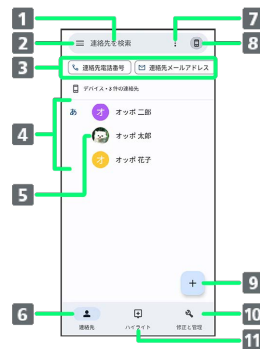 1
7
2
連絡先を検索
8
3
連絡先電話番号
連絡先メールアドレス
デバイス・3 件の連絡先
4
あ
オ
オッポ 二郎
5
オッポ 太郎
オ
オッポ 花子
9
6
連絡先
ハイライト
修正と管理
10
11